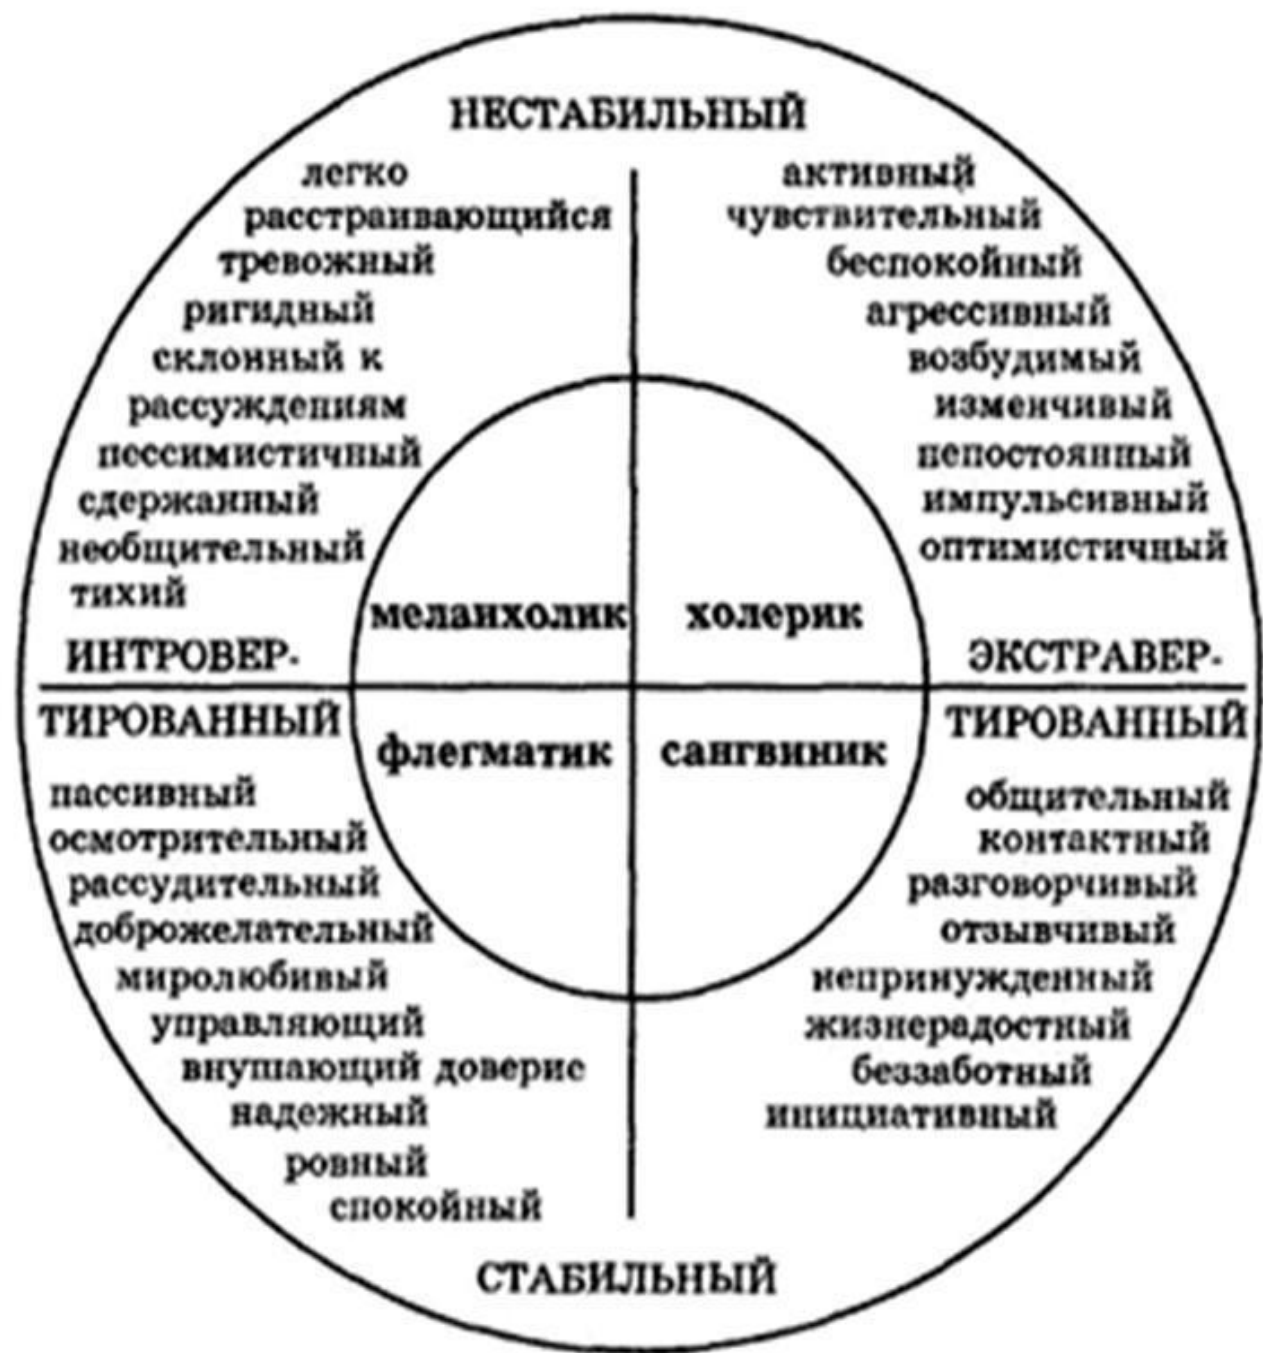 НЕСТАБИЛЬНЫЙ
легко
расстраивающийся
тревожный
ригидный
склонный к
рассуждениям
пессимистичный
сдержанный
необщительный
тихий
активный
чувствительный
беспокойный
агрессивный
возбудимый
изменчивый
непостоянный
импульсивный
оптимистичный
меланхолик
холерик
ИНТРОВЕР-
ТИРОВАННЫЙ
ЭКСТРАВЕР-
ТИРОВАННЫЙ
флегматик
сангвиник
пассивный
осмотрительный
рассудительный
доброжелательный
миролюбивый
управляющий
внушающий доверие
надежный
ровный
спокойный
общительный
контактный
разговорчивый
отзывчивый
непринужденный
жизнерадостный
беззаботный
инициативный
СТАБИЛЬНЫЙ